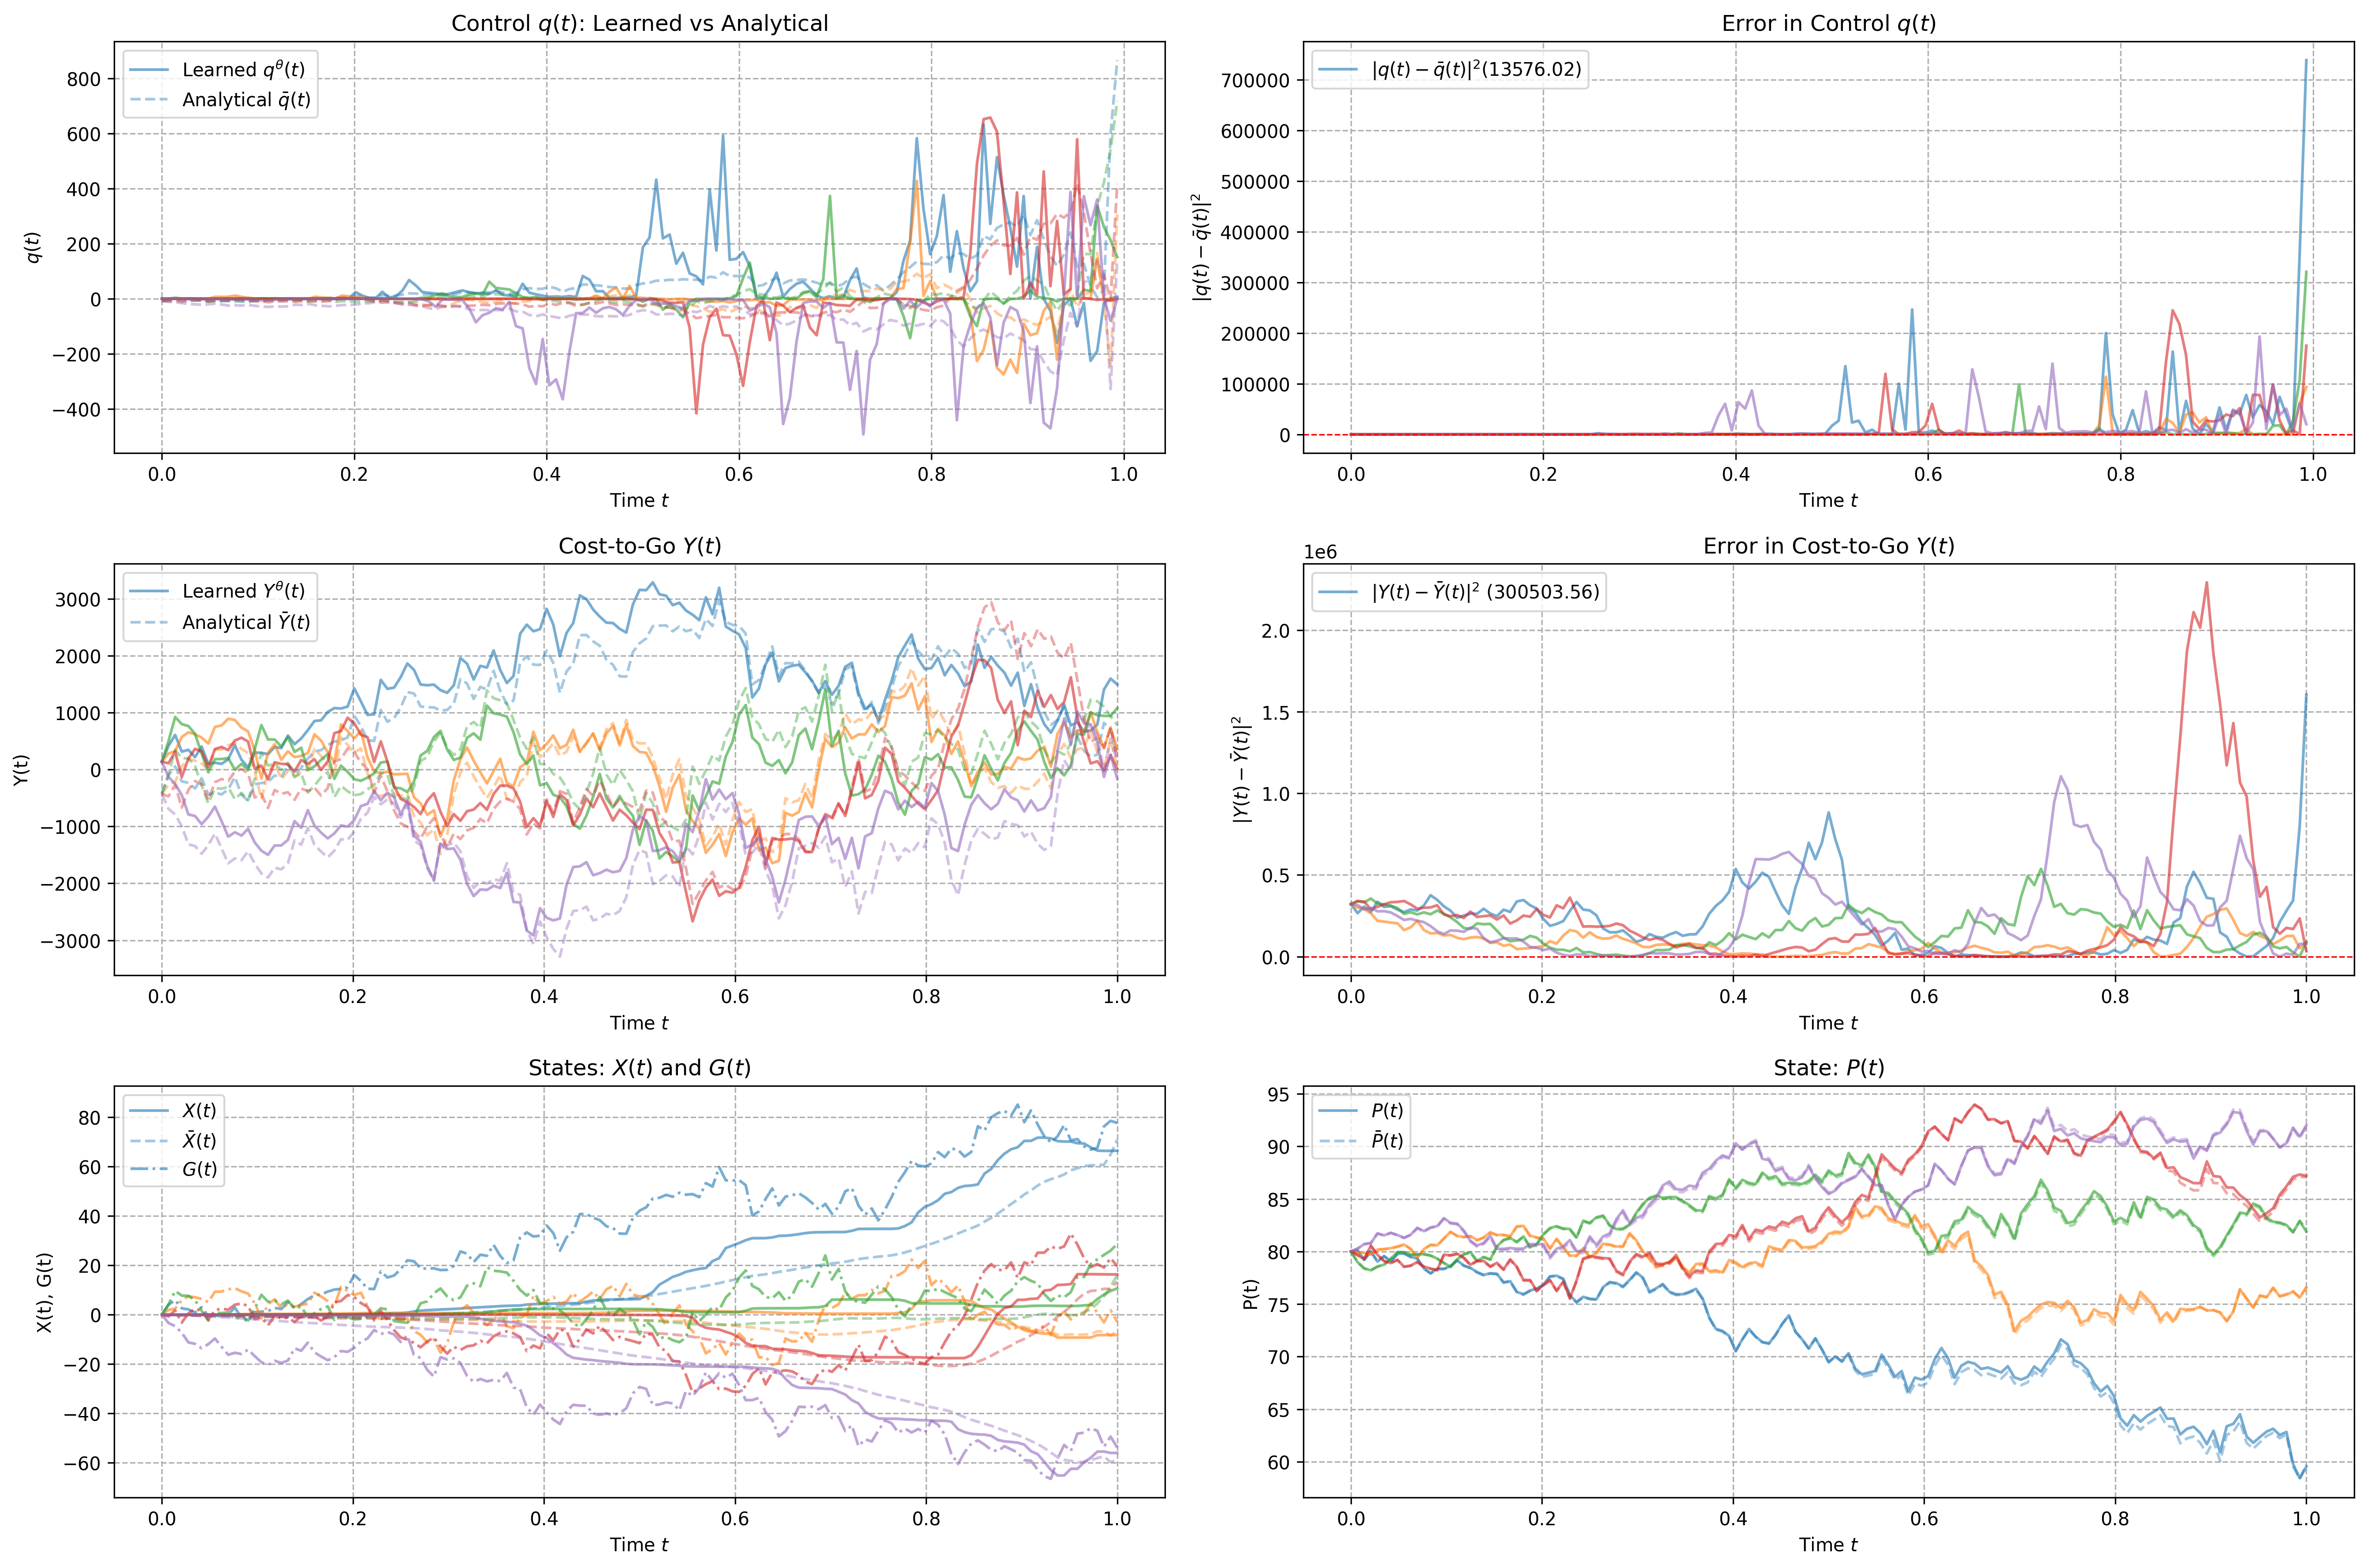 Control q(t): Learned vs Analytical
Learned q^θ(t)
Analytical q̄(t)
q(t)
800
600
400
200
0
−200
−400
0.0 0.2 0.4 0.6 0.8 1.0
Time t
Error in Control q(t)
|q(t) − q̄(t)|²(13576.02)
|q(t) − q̄(t)|²
700000
600000
500000
400000
300000
200000
100000
0
0.0 0.2 0.4 0.6 0.8 1.0
Time t
Cost-to-Go Y(t)
Learned Y^θ(t)
Analytical Ȳ(t)
Y(t)
3000
2000
1000
0
−1000
−2000
−3000
0.0 0.2 0.4 0.6 0.8 1.0
Time t
Error in Cost-to-Go Y(t)
1e6
|Y(t) − Ȳ(t)|² (300503.56)
|Y(t) − Ȳ(t)|²
2.0
1.5
1.0
0.5
0.0
0.0 0.2 0.4 0.6 0.8 1.0
Time t
States: X(t) and G(t)
X(t)
X̄(t)
G(t)
X(t), G(t)
80
60
40
20
0
−20
−40
−60
0.0 0.2 0.4 0.6 0.8 1.0
Time t
State: P(t)
P(t)
P̄(t)
P(t)
95
90
85
80
75
70
65
60
0.0 0.2 0.4 0.6 0.8 1.0
Time t